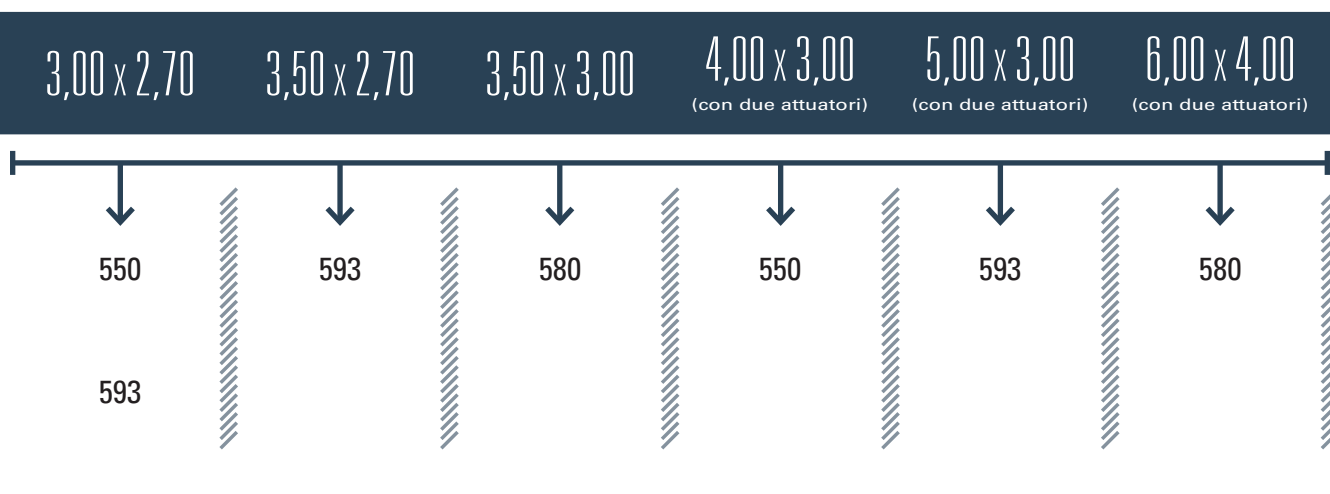 3,00 x 2,70
3,50 x 2,70
3,50 x 3,00
4,00 x 3,00
(con due attuatori)
5,00 x 3,00
(con due attuatori)
6,00 x 4,00
(con due attuatori)
550
593
580
550
593
580
593